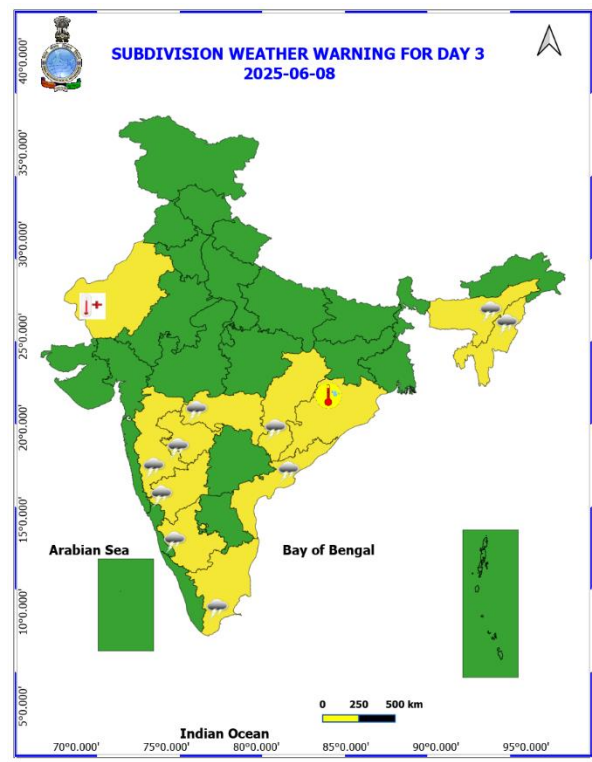 SUBDIVISION WEATHER WARNING FOR DAY 3
2025-06-08
40°0.000'
35°0.000'
30°0.000'
25°0.000'
20°0.000'
15°0.000'
10°0.000'
5°0.000'
Arabian Sea
Bay of Bengal
0 250 500 km
Indian Ocean
70°0.000' 75°0.000' 80°0.000' 85°0.000' 90°0.000' 95°0.000'